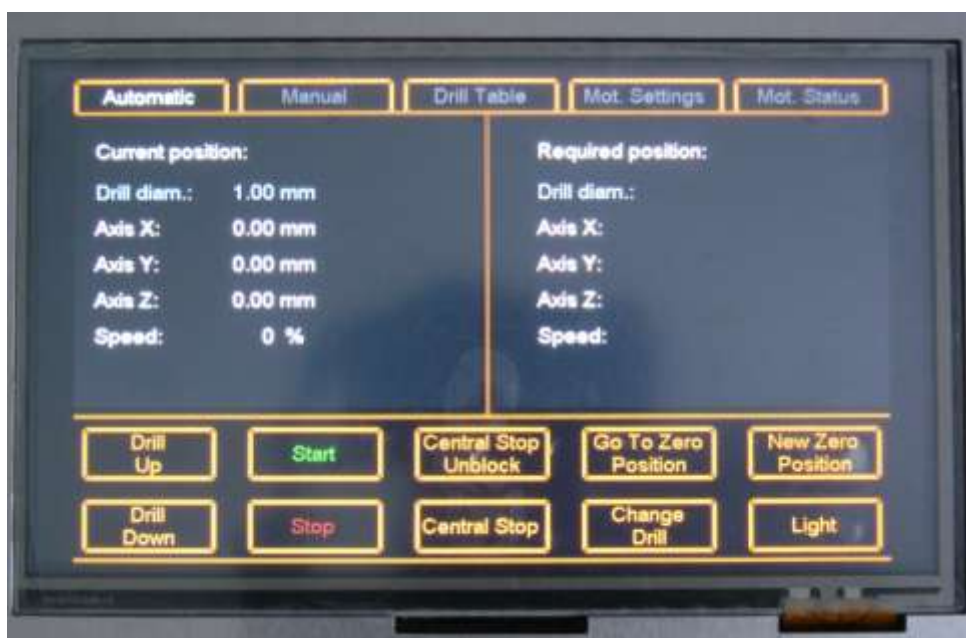 Automatic Manual Drill Table Mot. Settings Mot. Status
Current position:
Drill diam.: 1.00 mm
Axis X: 0.00 mm
Axis Y: 0.00 mm
Axis Z: 0.00 mm
Speed: 0 %
Required position:
Drill diam.:
Axis X:
Axis Y:
Axis Z:
Speed:
Drill
Up
Start
Central Stop
Unblock
Go To Zero
Position
New Zero
Position
Drill
Down
Stop
Central Stop
Change
Drill
Light